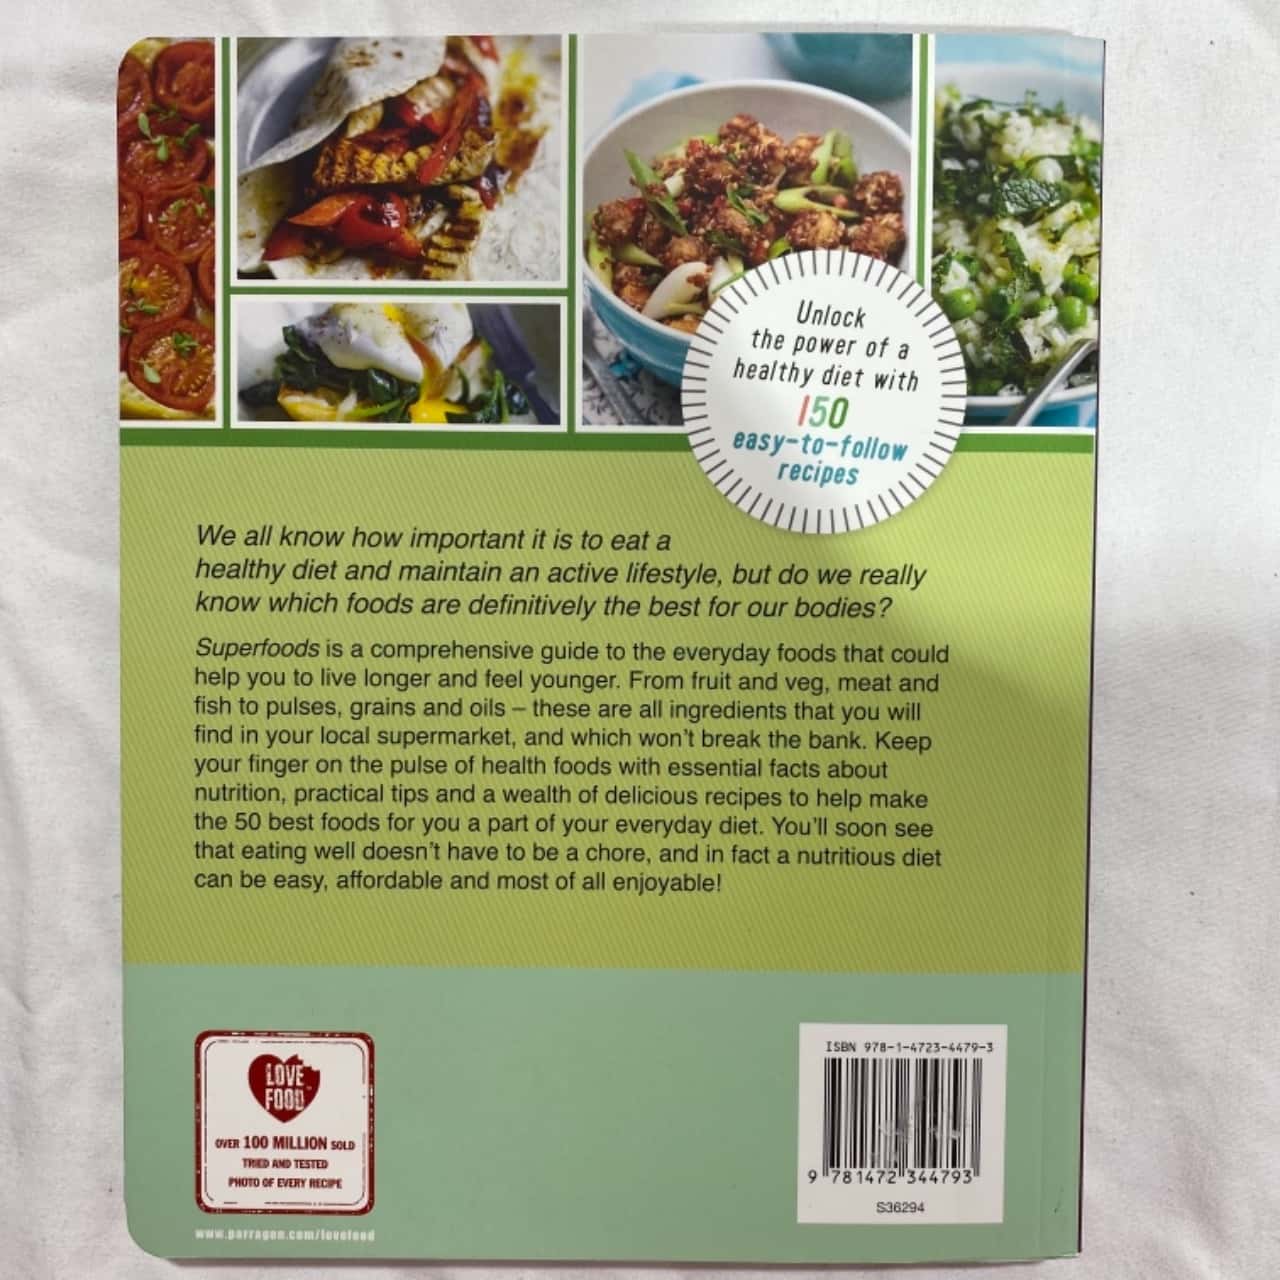 Unlock
the power of a
healthy diet with
150
easy-to-follow
recipes
We all know how important it is to eat a
healthy diet and maintain an active lifestyle, but do we really
know which foods are definitively the best for our bodies?
Superfoods is a comprehensive guide to the everyday foods that could
help you to live longer and feel younger. From fruit and veg, meat and
fish to pulses, grains and oils – these are all ingredients that you will
find in your local supermarket, and which won't break the bank. Keep
your finger on the pulse of health foods with essential facts about
nutrition, practical tips and a wealth of delicious recipes to help make
the 50 best foods for you a part of your everyday diet. You'll soon see
that eating well doesn't have to be a chore, and in fact a nutritious diet
can be easy, affordable and most of all enjoyable!
LOVE
FOOD
OVER 100 MILLION SOLD
TRIED AND TESTED
PHOTO OF EVERY RECIPE
www.parragon.com/lovefood
ISBN 978-1-4723-4479-3
9 781472 344793
S36294